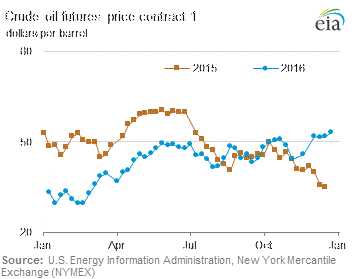 Crude oil futures price contract 1
dollars per barrel
eia
80
2015
2016
50
20
Jan
Apr
Jul
Oct
Jan
Source: U.S. Energy Information Administration, New York Mercantile
Exchange (NYMEX)